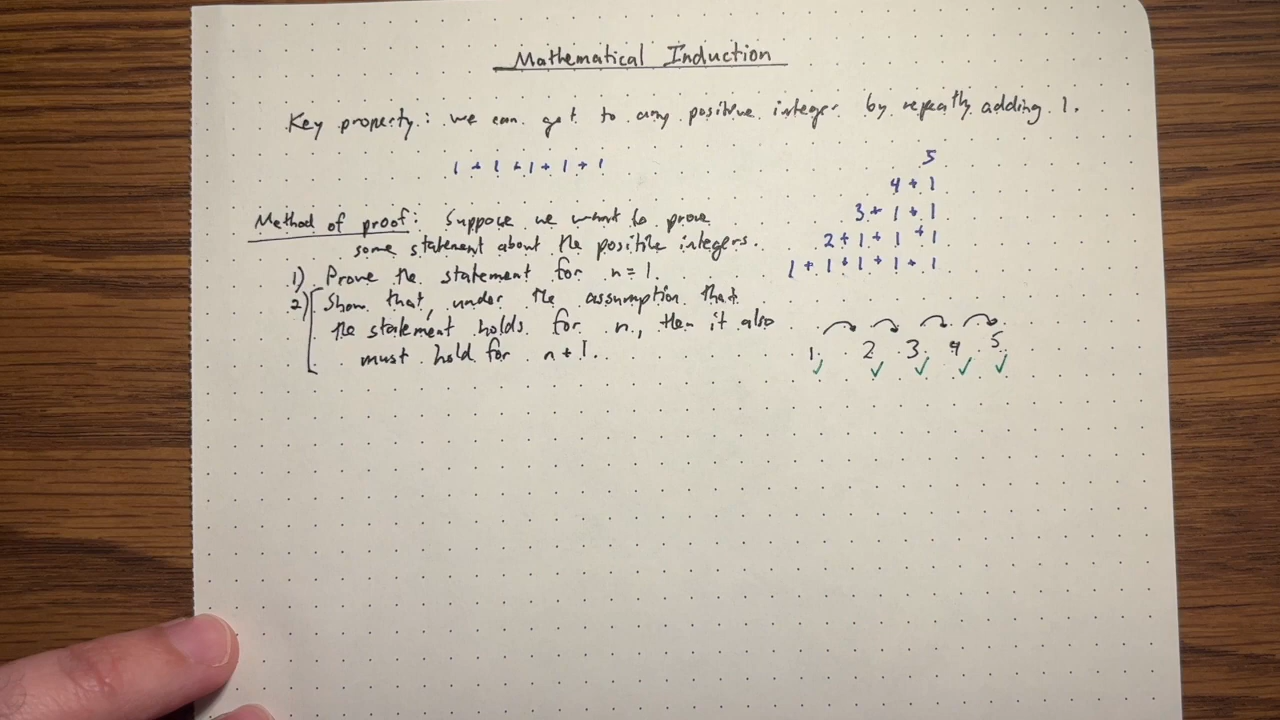 Mathematical Induction
Key property: we can get to any positive integer by repeatly adding 1.
1 + 1 + 1 + 1 + 1
5
4 + 1
3 + 1 + 1
2 + 1 + 1 + 1
1 + 1 + 1 + 1 + 1
Method of proof: Suppose we want to prove
some statement about the positive integers.
1) Prove the statement for n = 1.
2) Show that, under the assumption that
the statement holds for n, then it also
must hold for n + 1.
1 2 3 4 5
✓ ✓ ✓ ✓ ✓